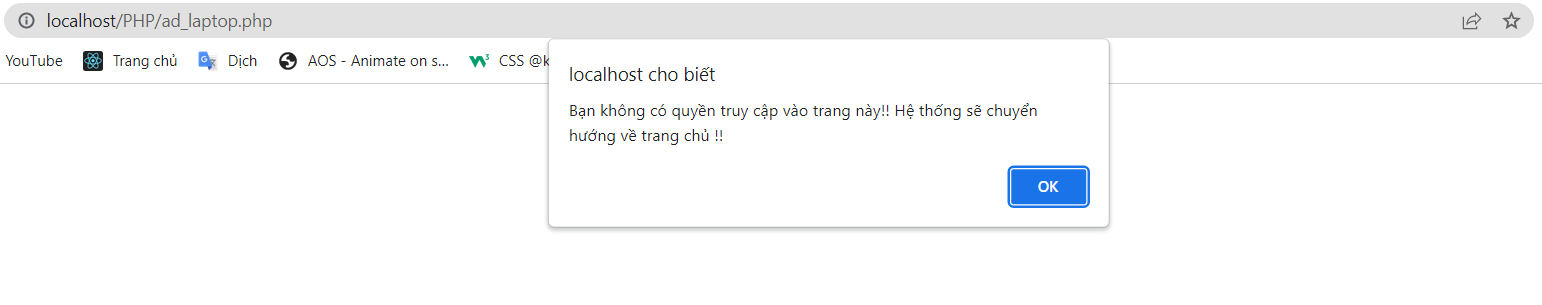 localhost/PHP/ad_laptop.php
YouTube Trang chủ Dịch AOS - Animate on s... CSS @k
localhost cho biết
Bạn không có quyền truy cập vào trang này!! Hệ thống sẽ chuyển
hướng về trang chủ !!
OK